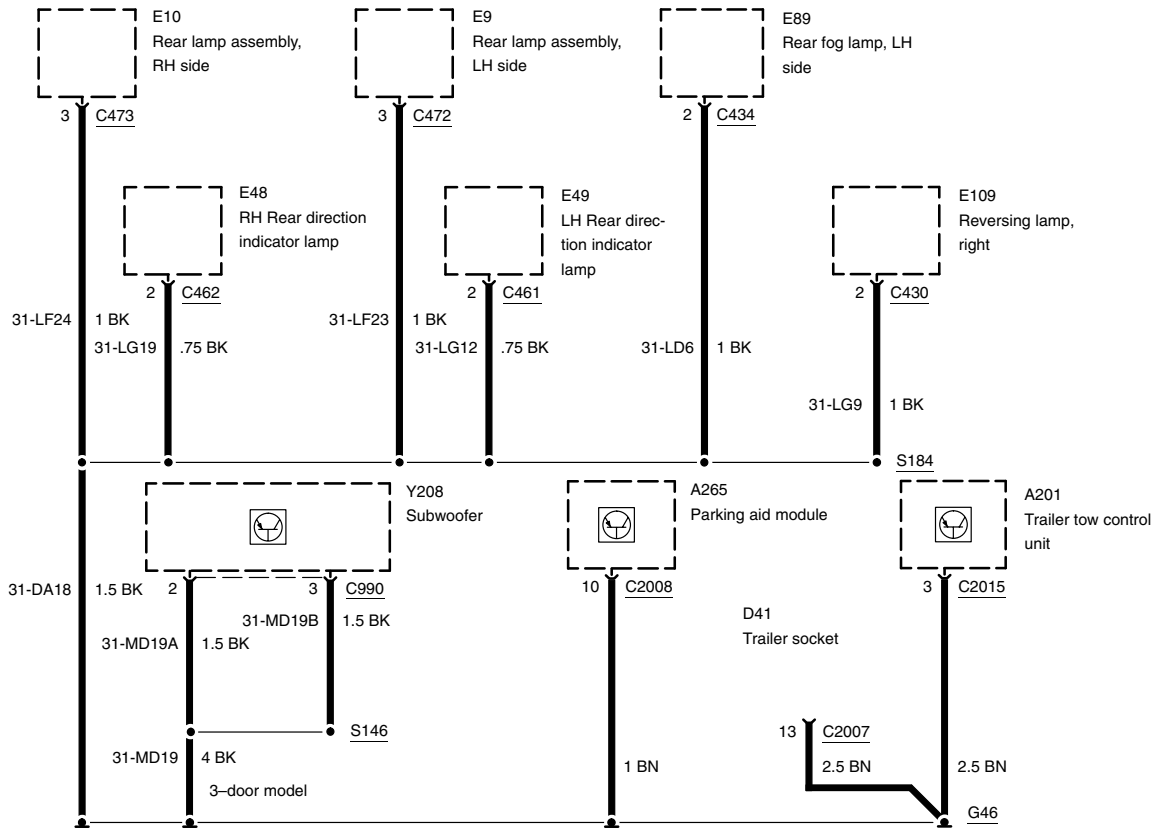 E10
Rear lamp assembly,
RH side
E9
Rear lamp assembly,
LH side
E89
Rear fog lamp, LH
side
3 C473
3 C472
2 C434
E48
RH Rear direction
indicator lamp
E49
LH Rear direc-
tion indicator
lamp
E109
Reversing lamp,
right
2 C462
2 C461
2 C430
31-LF24 1 BK
31-LG19 .75 BK
31-LF23 1 BK
31-LG12 .75 BK
31-LD6 1 BK
31-LG9 1 BK
S184
Y208
Subwoofer
A265
Parking aid module
A201
Trailer tow control
unit
31-DA18 1.5 BK
2
3 C990
10 C2008
3 C2015
31-MD19B 1.5 BK
31-MD19A 1.5 BK
D41
Trailer socket
S146
13 C2007
31-MD19 4 BK
1 BN
2.5 BN
2.5 BN
3–door model
G46